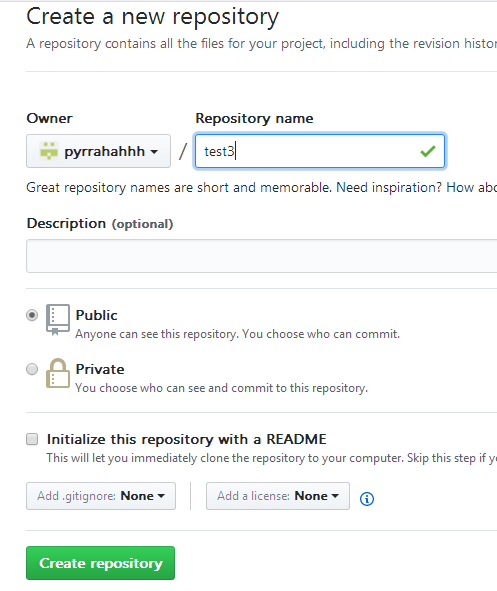 Create a new repository
A repository contains all the files for your project, including the revision histor
Owner
Repository name
pyrrahahhh
/
test3
Great repository names are short and memorable. Need inspiration? How abo
Description (optional)
Public
Anyone can see this repository. You choose who can commit.
Private
You choose who can see and commit to this repository.
Initialize this repository with a README
This will let you immediately clone the repository to your computer. Skip this step if y
Add .gitignore: None
Add a license: None
Create repository